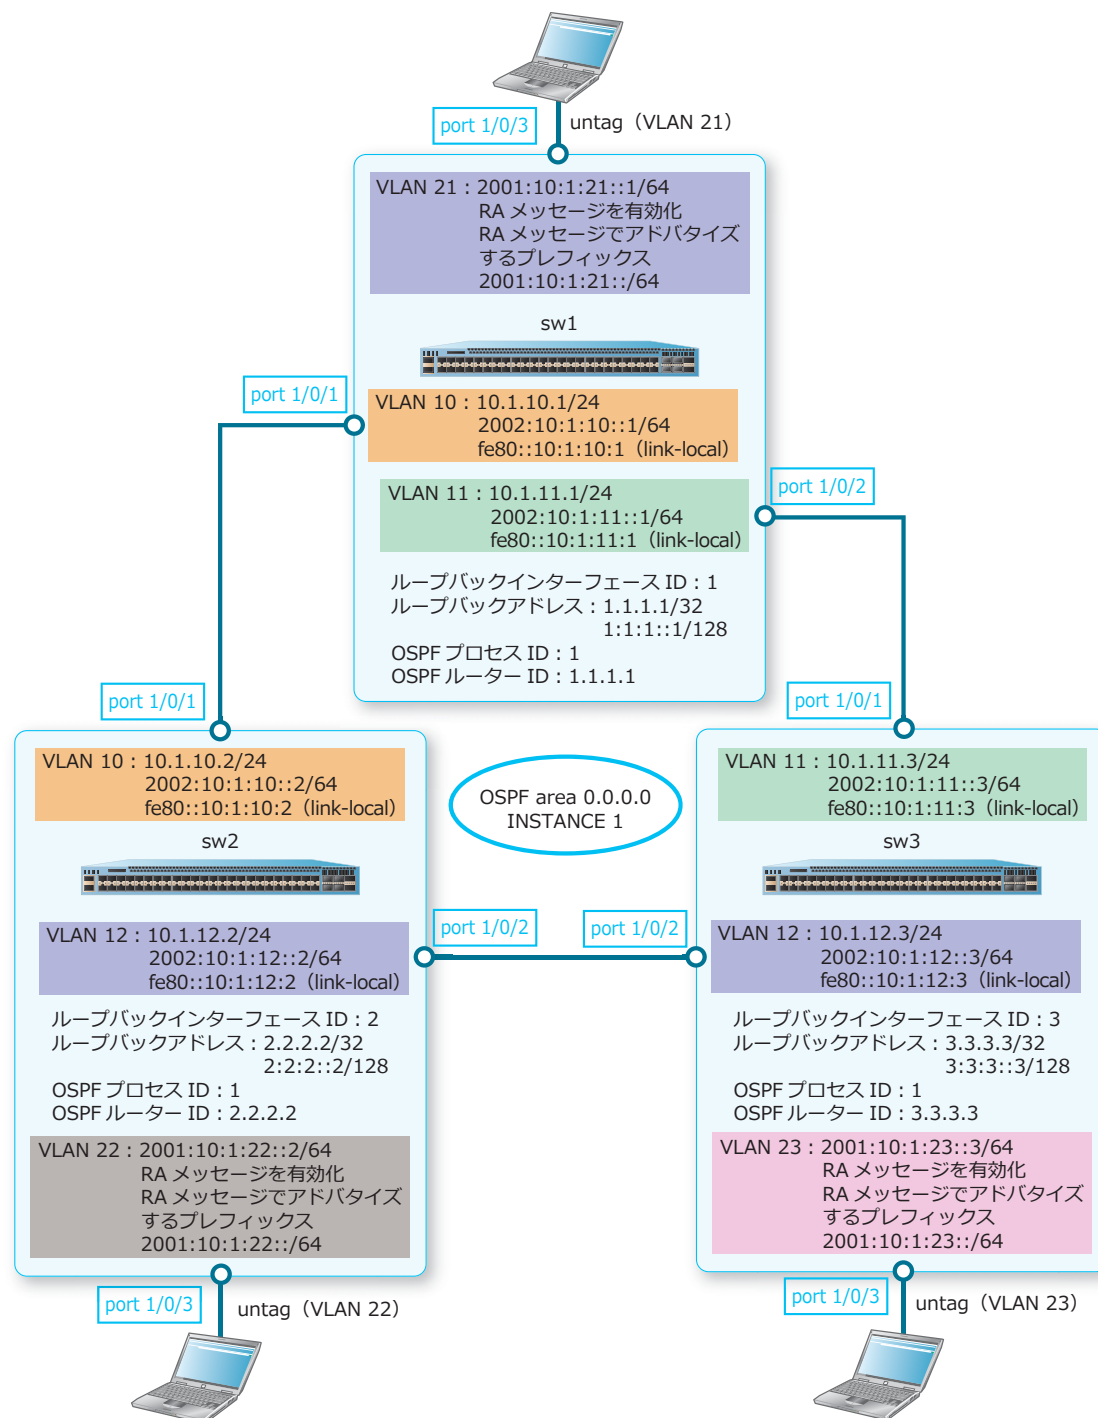 port 1/0/3
untag（VLAN 21）
VLAN 21 : 2001:10:1:21::1/64
RA メッセージを有効化
RA メッセージでアドバタイズ
するプレフィックス
2001:10:1:21::/64
sw1
port 1/0/1
VLAN 10 : 10.1.10.1/24
2002:10:1:10::1/64
fe80::10:1:10:1（link-local）
port 1/0/2
VLAN 11 : 10.1.11.1/24
2002:10:1:11::1/64
fe80::10:1:11:1（link-local）
ループバックインターフェース ID : 1
ループバックアドレス : 1.1.1.1/32
1:1:1::1/128
OSPF プロセス ID : 1
OSPF ルーター ID : 1.1.1.1
port 1/0/1
port 1/0/1
VLAN 10 : 10.1.10.2/24
2002:10:1:10::2/64
fe80::10:1:10:2（link-local）
sw2
OSPF area 0.0.0.0
INSTANCE 1
VLAN 11 : 10.1.11.3/24
2002:10:1:11::3/64
fe80::10:1:11:3（link-local）
sw3
port 1/0/2
port 1/0/2
VLAN 12 : 10.1.12.2/24
2002:10:1:12::2/64
fe80::10:1:12:2（link-local）
ループバックインターフェース ID : 2
ループバックアドレス : 2.2.2.2/32
2:2:2::2/128
OSPF プロセス ID : 1
OSPF ルーター ID : 2.2.2.2
VLAN 22 : 2001:10:1:22::2/64
RA メッセージを有効化
RA メッセージでアドバタイズ
するプレフィックス
2001:10:1:22::/64
VLAN 12 : 10.1.12.3/24
2002:10:1:12::3/64
fe80::10:1:12:3（link-local）
ループバックインターフェース ID : 3
ループバックアドレス : 3.3.3.3/32
3:3:3::3/128
OSPF プロセス ID : 1
OSPF ルーター ID : 3.3.3.3
VLAN 23 : 2001:10:1:23::3/64
RA メッセージを有効化
RA メッセージでアドバタイズ
するプレフィックス
2001:10:1:23::/64
port 1/0/3
untag（VLAN 22）
port 1/0/3
untag（VLAN 23）